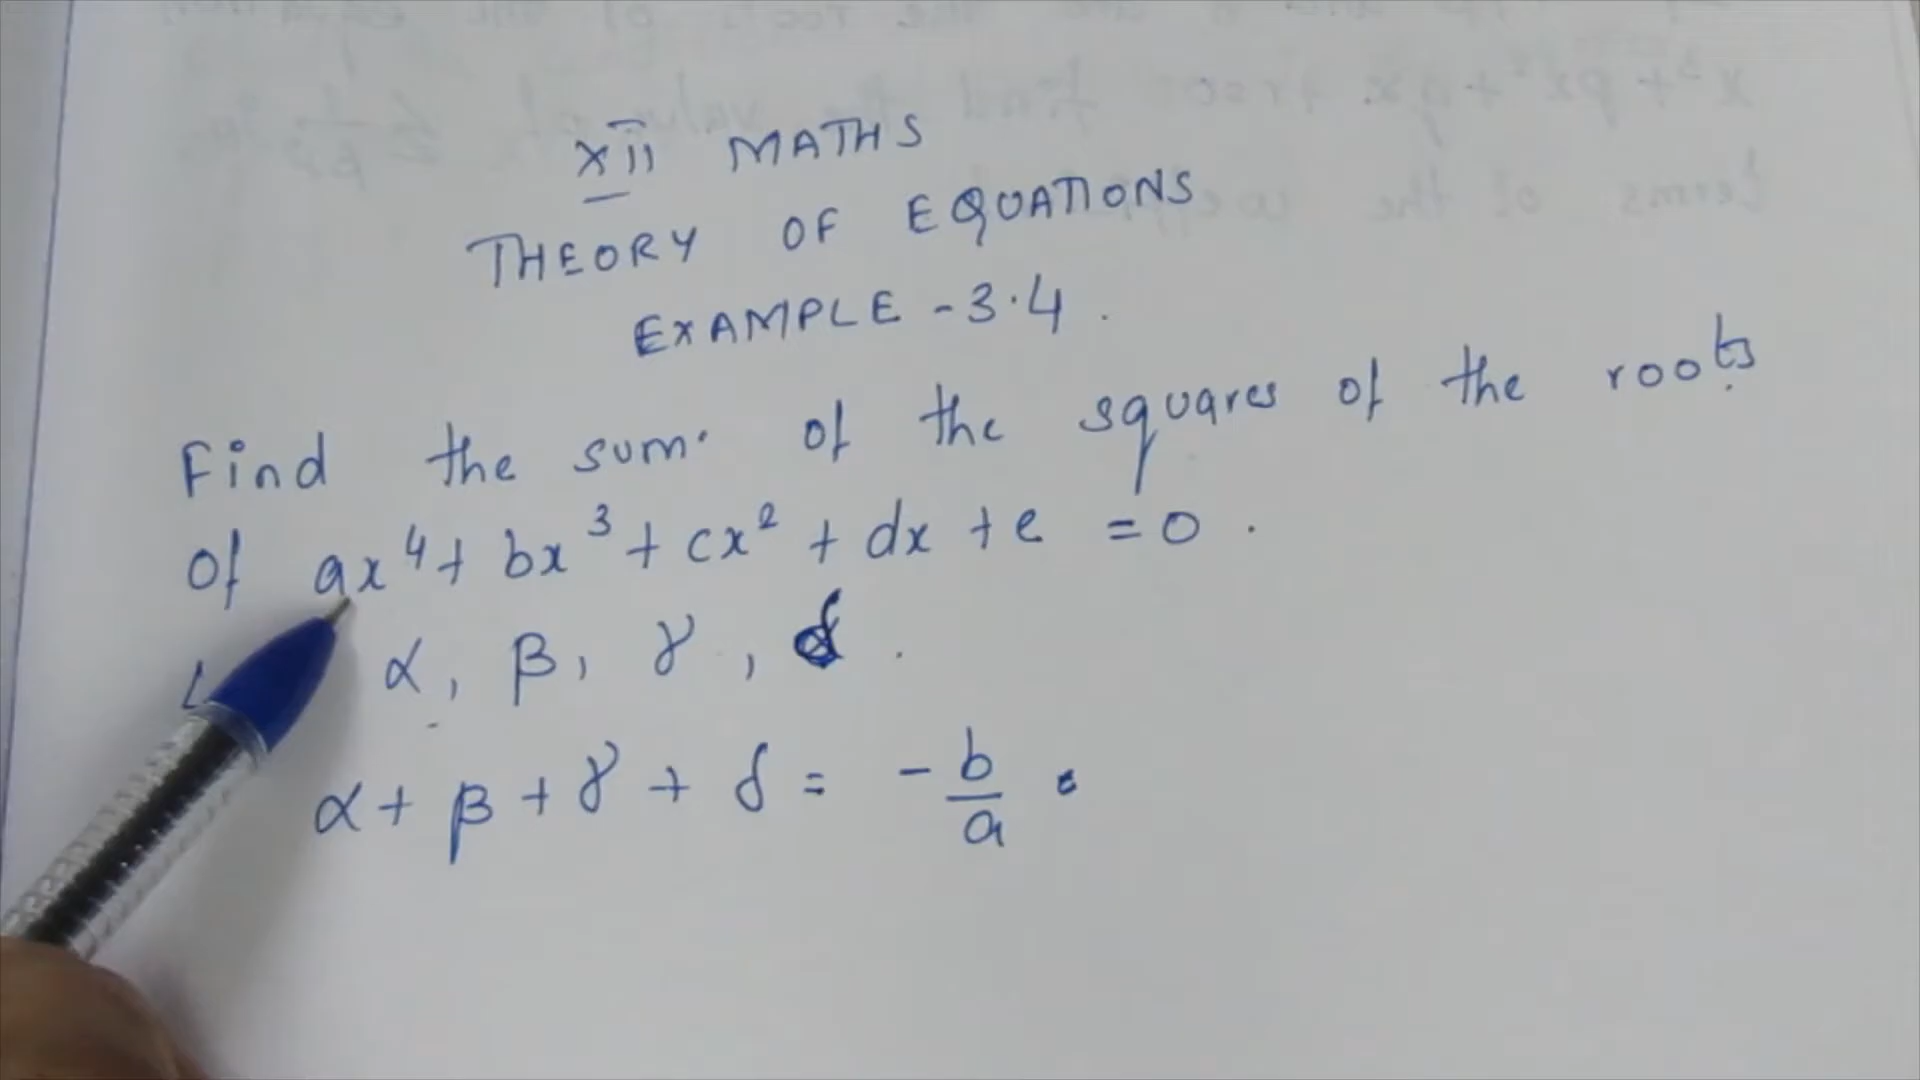 XII MATHS
THEORY OF EQUATIONS
EXAMPLE - 3.4.
Find the sum of the squares of the roots
of ax⁴ + bx³ + cx² + dx + e = 0.
α, β, γ, δ.
α + β + γ + δ = -b/a